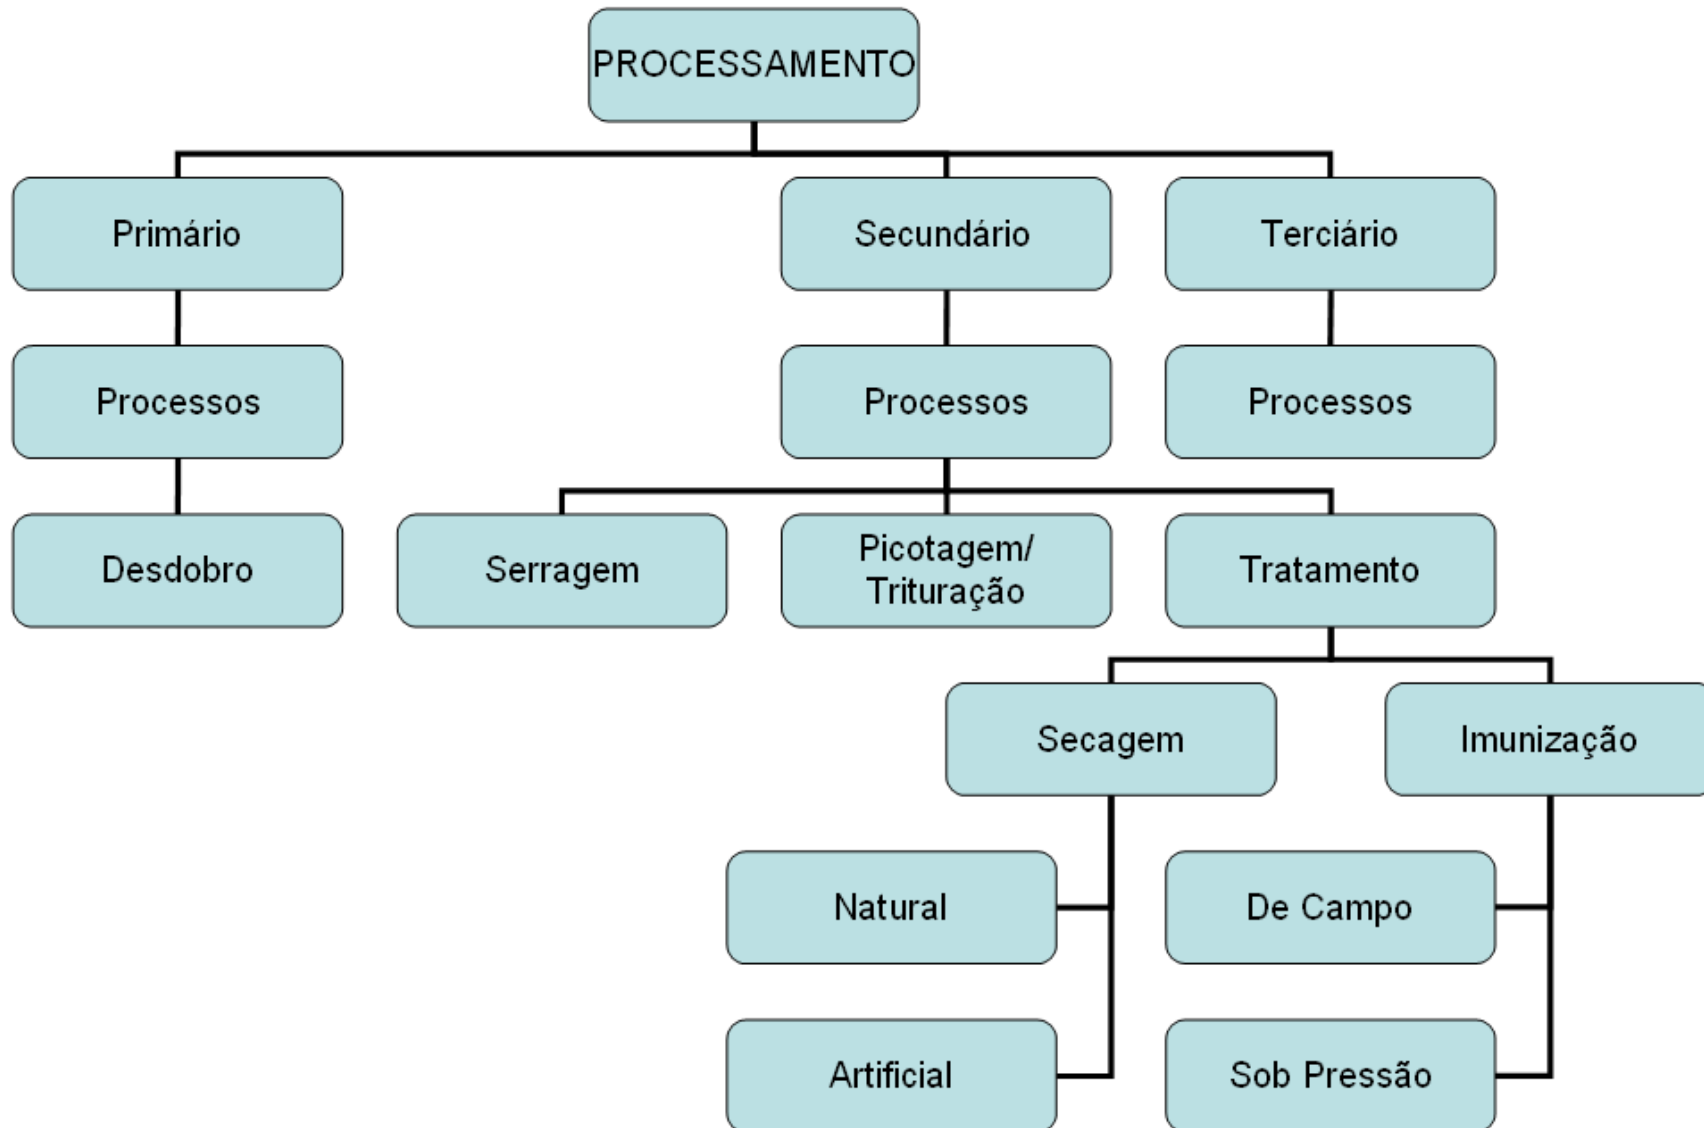 PROCESSAMENTO
Primário
Secundário
Terciário
Processos
Processos
Processos
Desdobro
Serragem
Picotagem/
Trituração
Tratamento
Secagem
Imunização
Natural
De Campo
Artificial
Sob Pressão